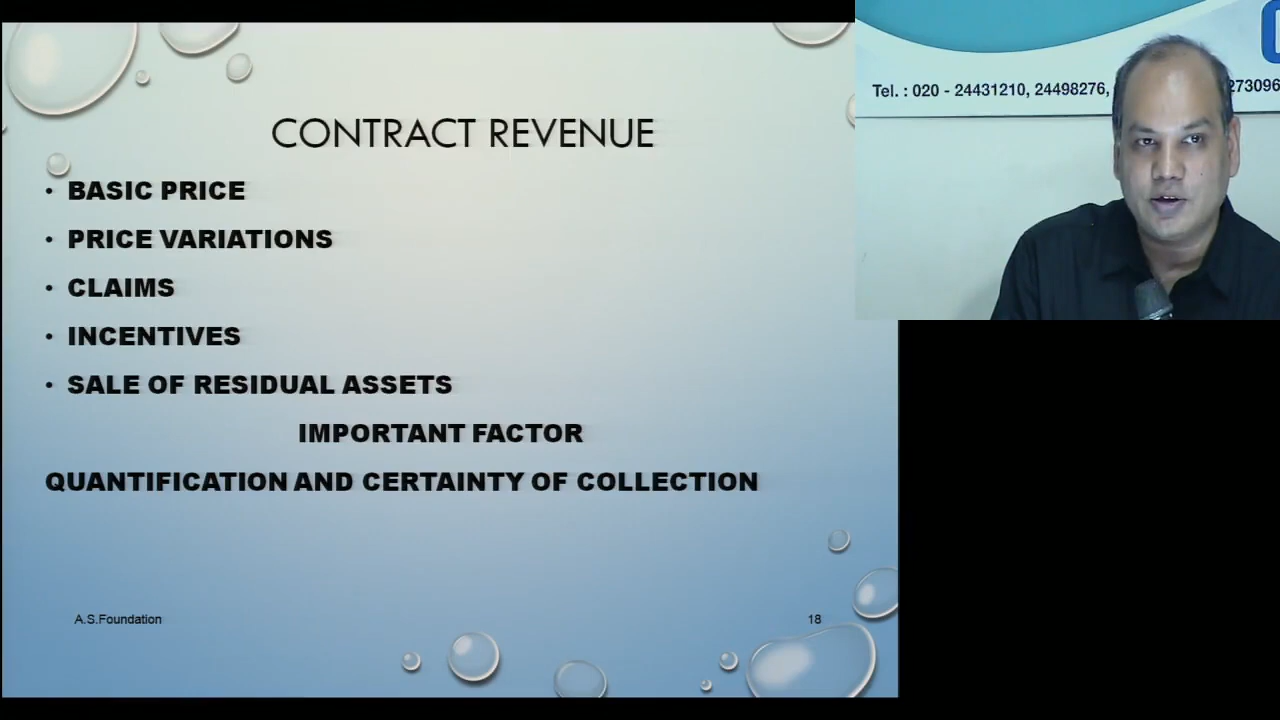 CONTRACT REVENUE
• BASIC PRICE
• PRICE VARIATIONS
• CLAIMS
• INCENTIVES
• SALE OF RESIDUAL ASSETS
IMPORTANT FACTOR
QUANTIFICATION AND CERTAINTY OF COLLECTION
A.S.Foundation
18
Tel. : 020 - 24431210, 24498276,